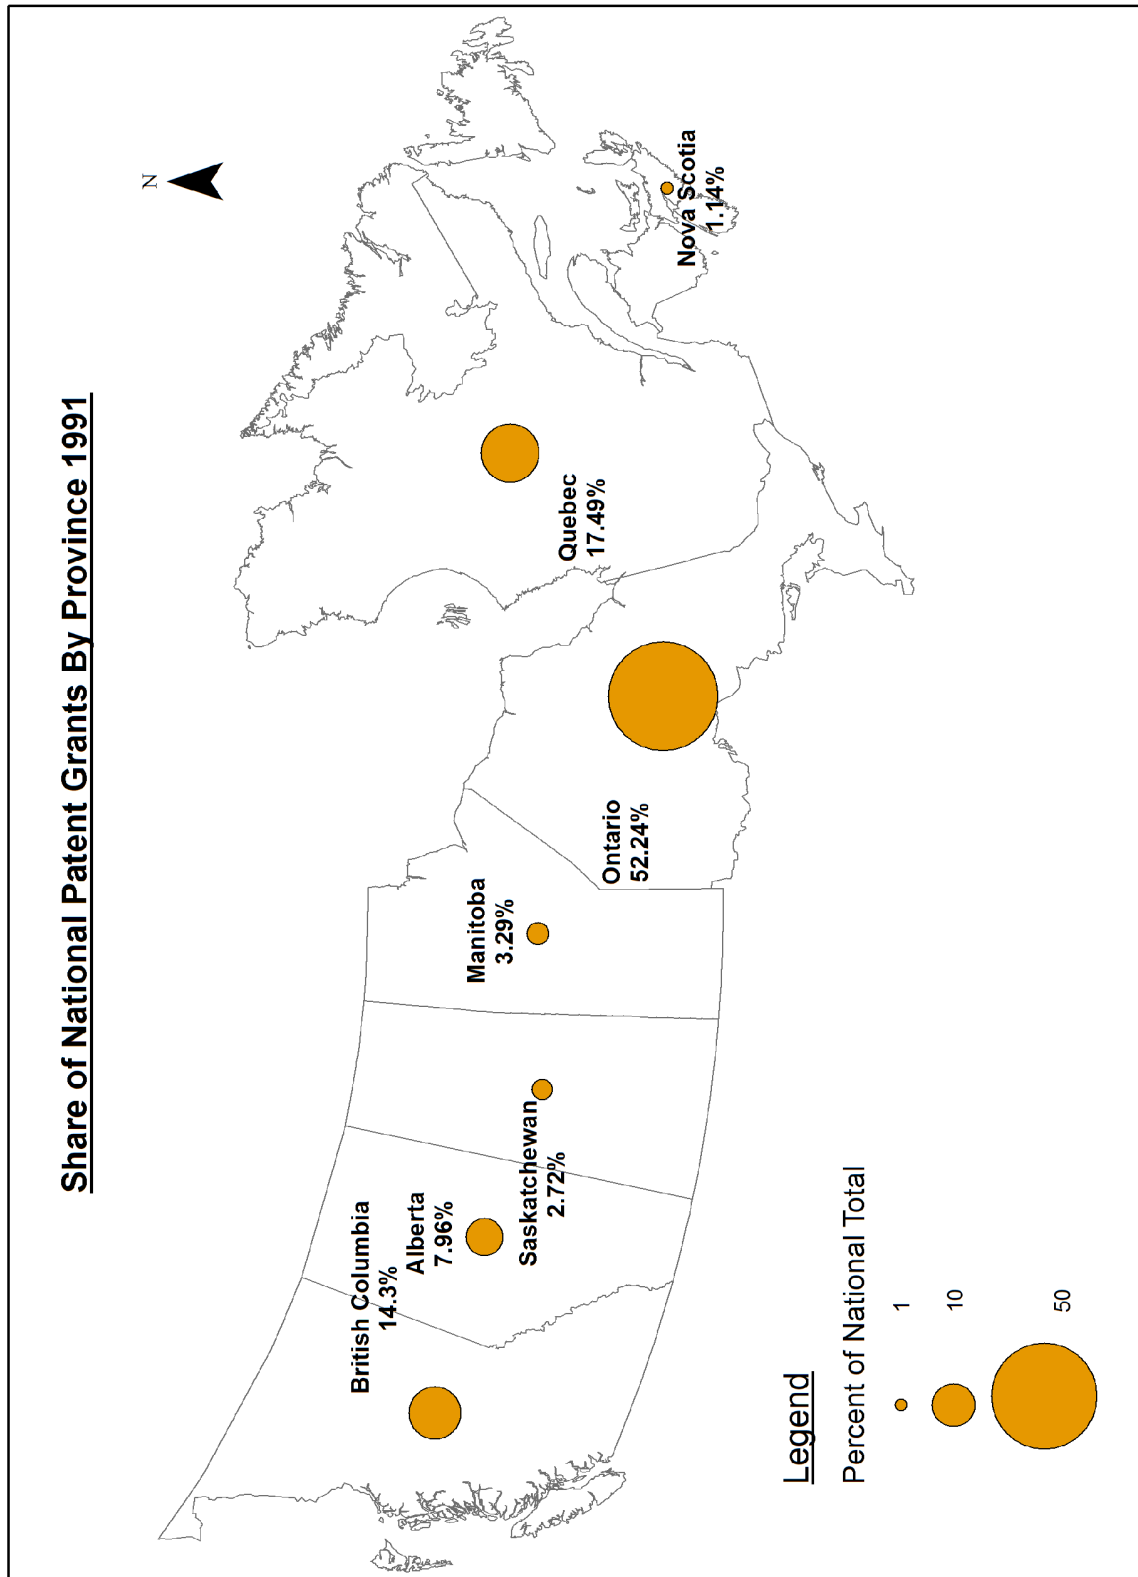 Share of National Patent Grants By Province 1991
N
British Columbia
14.3%
Alberta
7.96%
Saskatchewan
2.72%
Manitoba
3.29%
Ontario
52.24%
Quebec
17.49%
Nova Scotia
1.14%
Legend
Percent of National Total
1
10
50